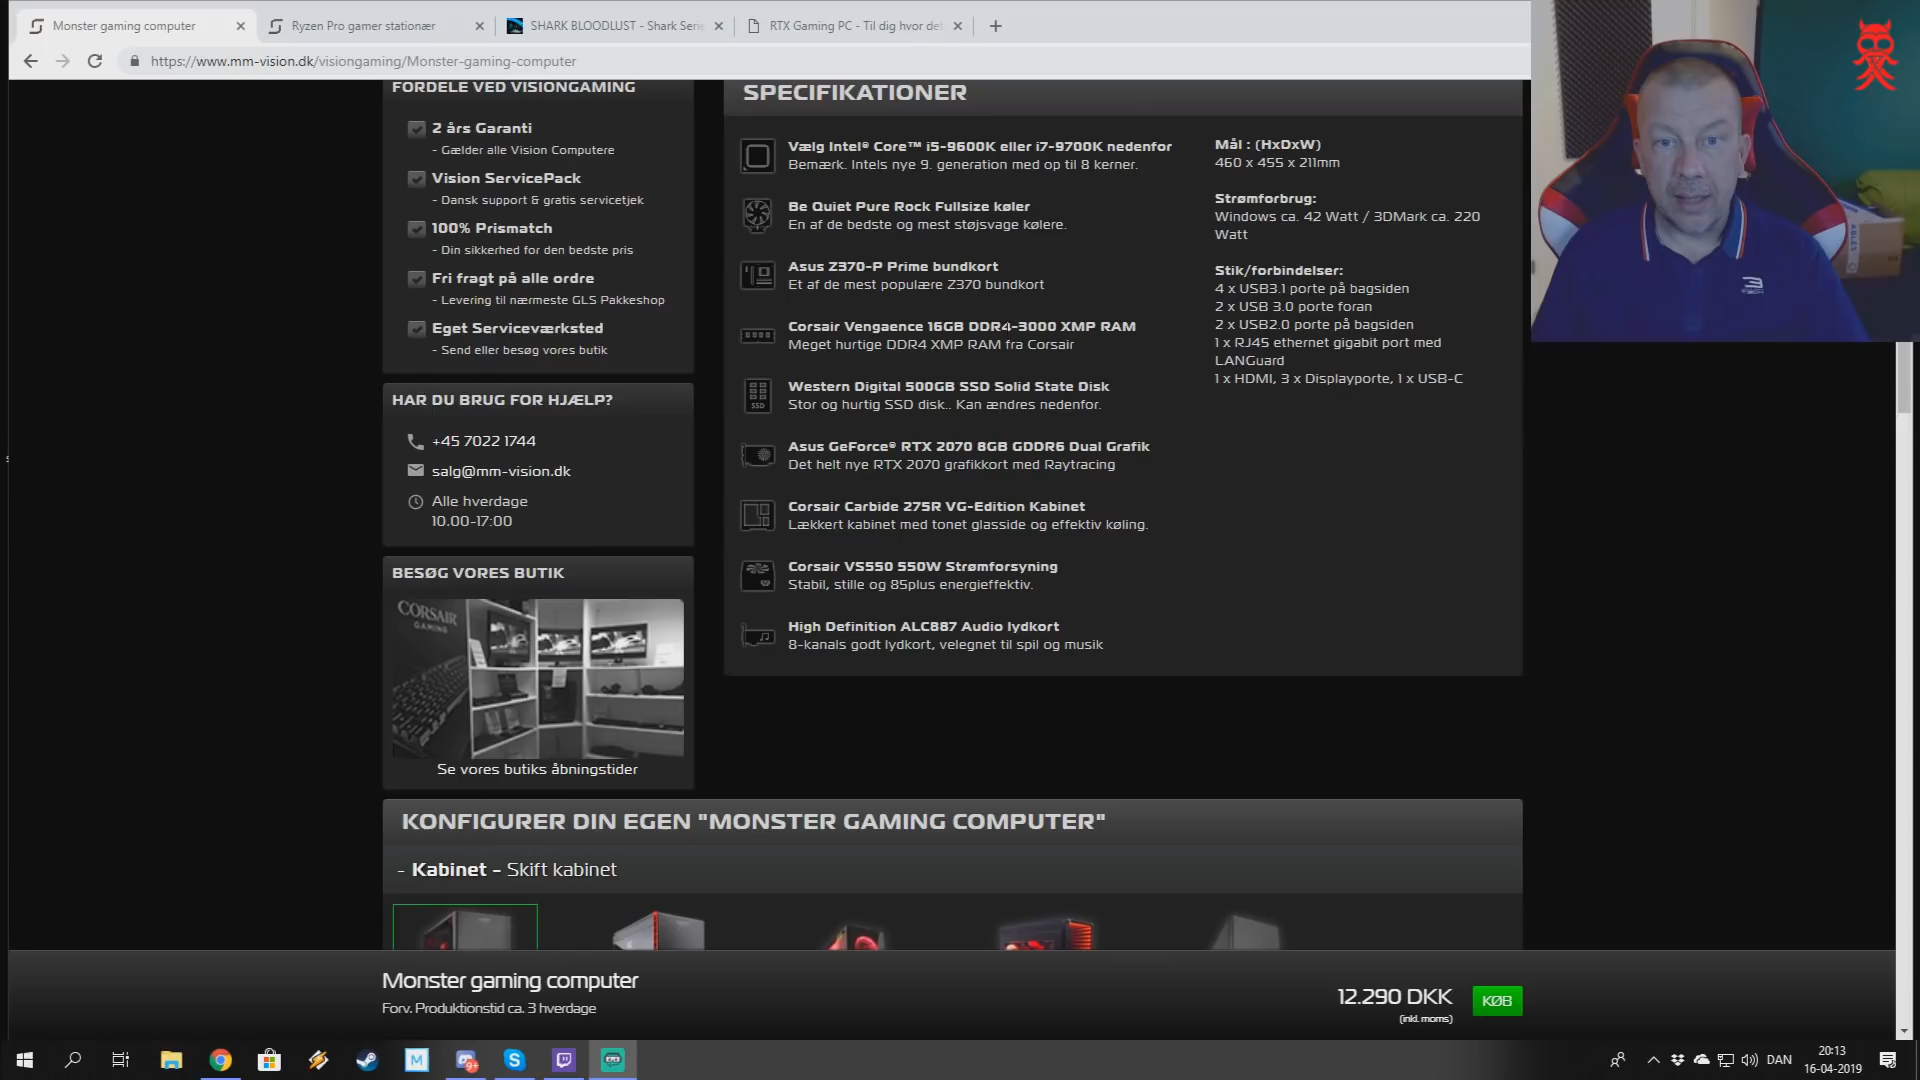 Monster gaming computer
Ryzen Pro gamer stationær
SHARK BLOODLUST - Shark Serie
RTX Gaming PC - Til dig hvor det
https://www.mm-vision.dk/visiongaming/Monster-gaming-computer
FORDELE VED VISIONGAMING
2 års Garanti
- Gælder alle Vision Computere
Vision ServicePack
- Dansk support & gratis servicetjek
100% Prismatch
- Din sikkerhed for den bedste pris
Fri fragt på alle ordre
- Levering til nærmeste GLS Pakkeshop
Eget Serviceværksted
- Send eller besøg vores butik
HAR DU BRUG FOR HJÆLP?
+45 7022 1744
salg@mm-vision.dk
Alle hverdage
10.00-17:00
BESØG VORES BUTIK
CORSAIR
GAMING
Se vores butiks åbningstider
SPECIFIKATIONER
Vælg Intel® Core™ i5-9600K eller i7-9700K nedenfor
Bemærk. Intels nye 9. generation med op til 8 kerner.
Be Quiet Pure Rock Fullsize køler
En af de bedste og mest støjsvage kølere.
Asus Z370-P Prime bundkort
Et af de mest populære Z370 bundkort
Corsair Vengaence 16GB DDR4-3000 XMP RAM
Meget hurtige DDR4 XMP RAM fra Corsair
Western Digital 500GB SSD Solid State Disk
Stor og hurtig SSD disk.. Kan ændres nedenfor.
SSD
Asus GeForce® RTX 2070 8GB GDDR6 Dual Grafik
Det helt nye RTX 2070 grafikkort med Raytracing
Corsair Carbide 275R VG-Edition Kabinet
Lækkert kabinet med tonet glasside og effektiv køling.
Corsair VS550 550W Strømforsyning
Stabil, stille og 85plus energieffektiv.
High Definition ALC887 Audio lydkort
8-kanals godt lydkort, velegnet til spil og musik
Mål : (HxDxW)
460 x 455 x 211mm
Strømforbrug:
Windows ca. 42 Watt / 3DMark ca. 220
Watt
Stik/forbindelser:
4 x USB3.1 porte på bagsiden
2 x USB 3.0 porte foran
2 x USB2.0 porte på bagsiden
1 x RJ45 ethernet gigabit port med
LANGuard
1 x HDMI, 3 x Displayporte, 1 x USB-C
KONFIGURER DIN EGEN "MONSTER GAMING COMPUTER"
- Kabinet - Skift kabinet
Monster gaming computer
Forv. Produktionstid ca. 3 hverdage
12.290 DKK
(inkl. moms)
KØB
M
9+
DAN
20:13
16-04-2019